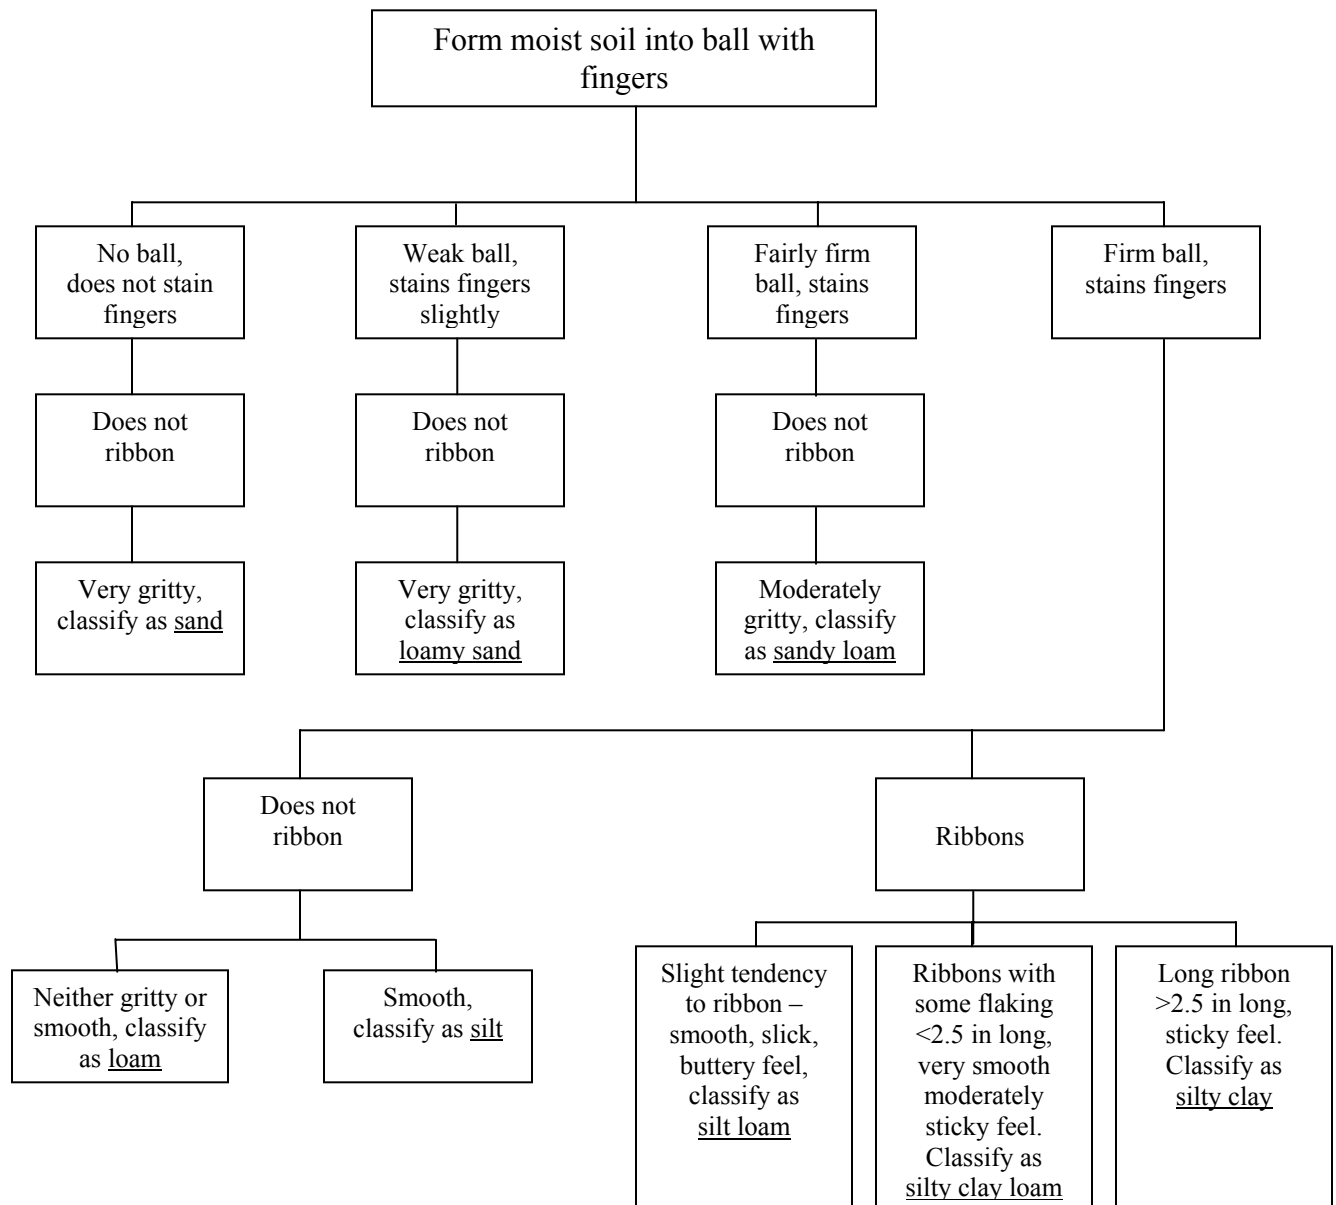 Form moist soil into ball with
fingers
No ball,
does not stain
fingers
Weak ball,
stains fingers
slightly
Fairly firm
ball, stains
fingers
Firm ball,
stains fingers
Does not
ribbon
Does not
ribbon
Does not
ribbon
Very gritty,
classify as sand
Very gritty,
classify as
loamy sand
Moderately
gritty, classify
as sandy loam
Does not
ribbon
Ribbons
Neither gritty or
smooth, classify
as loam
Smooth,
classify as silt
Slight tendency
to ribbon –
smooth, slick,
buttery feel,
classify as
silt loam
Ribbons with
some flaking
<2.5 in long,
very smooth
moderately
sticky feel.
Classify as
silty clay loam
Long ribbon
>2.5 in long,
sticky feel.
Classify as
silty clay